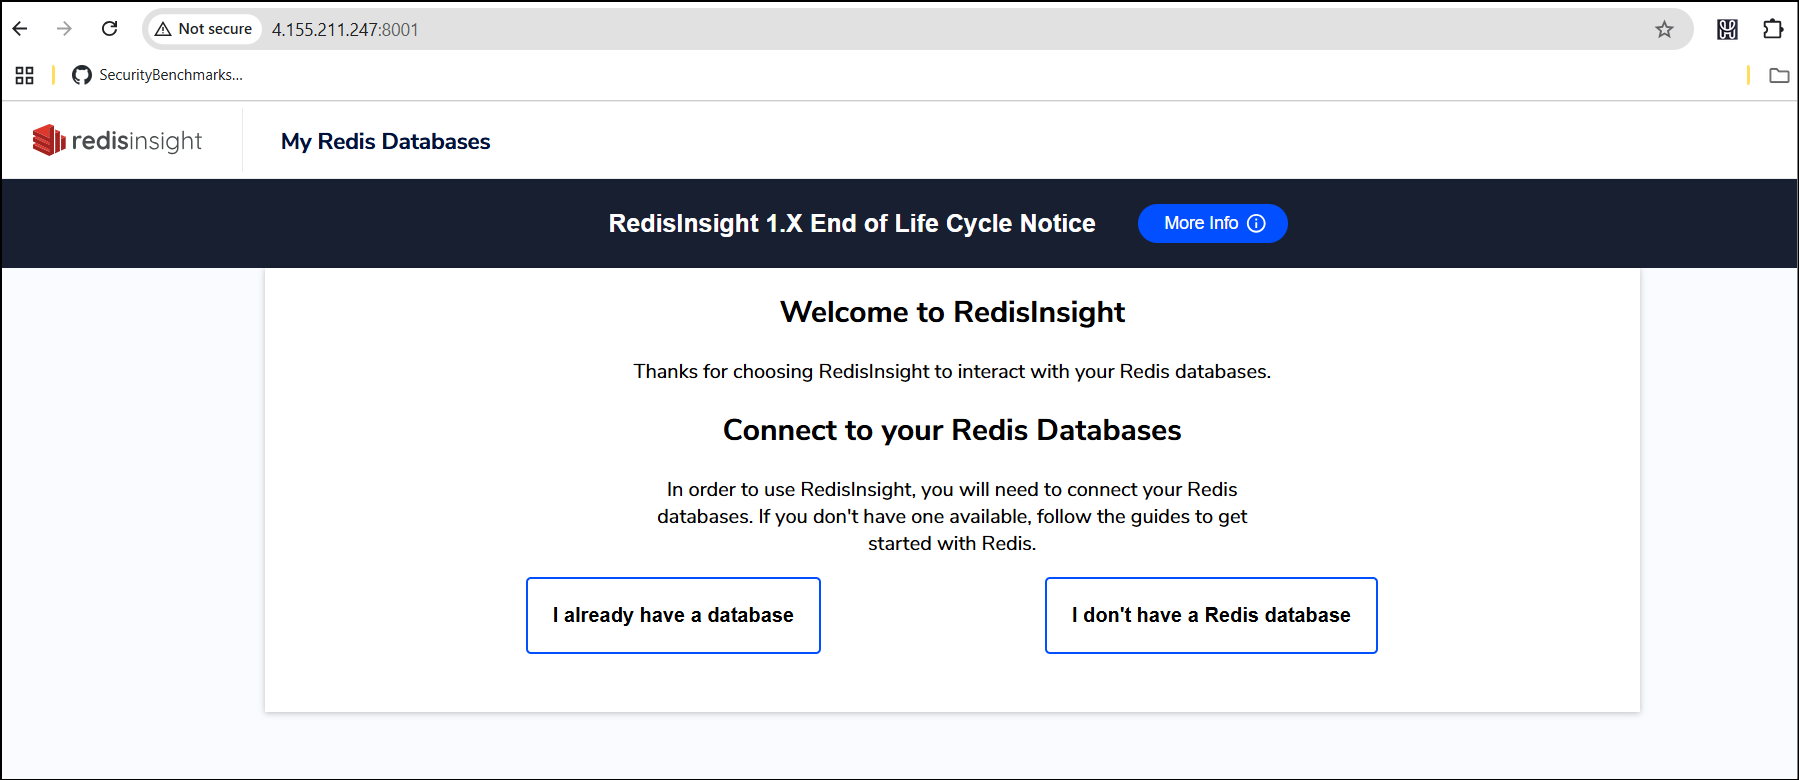 Not secure 4.155.211.247:8001
SecurityBenchmarks...
redisinsight
My Redis Databases
RedisInsight 1.X End of Life Cycle Notice
More Info
Welcome to RedisInsight
Thanks for choosing RedisInsight to interact with your Redis databases.
Connect to your Redis Databases
In order to use RedisInsight, you will need to connect your Redis
databases. If you don't have one available, follow the guides to get
started with Redis.
I already have a database
I don't have a Redis database